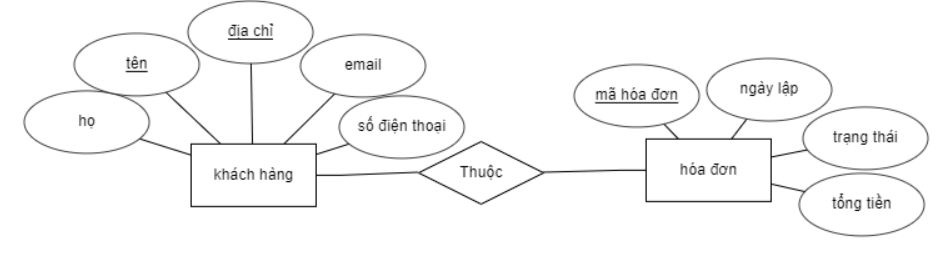 địa chỉ
tên
email
họ
số điện thoại
khách hàng
Thuộc
mã hóa đơn
ngày lập
trạng thái
hóa đơn
tổng tiền